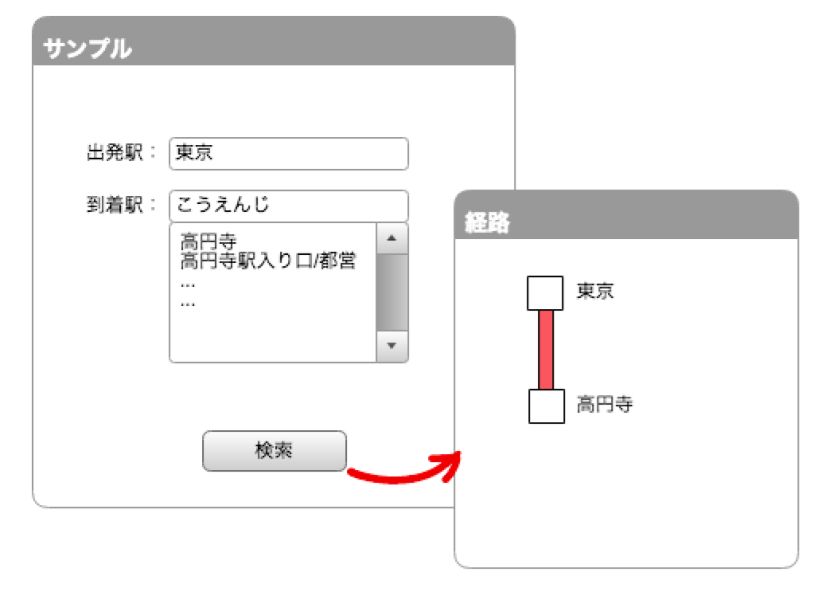 サンプル
出発駅：
東京
到着駅：
こうえんじ
高円寺
高円寺駅入り口/都営
...
...
検索
経路
東京
高円寺